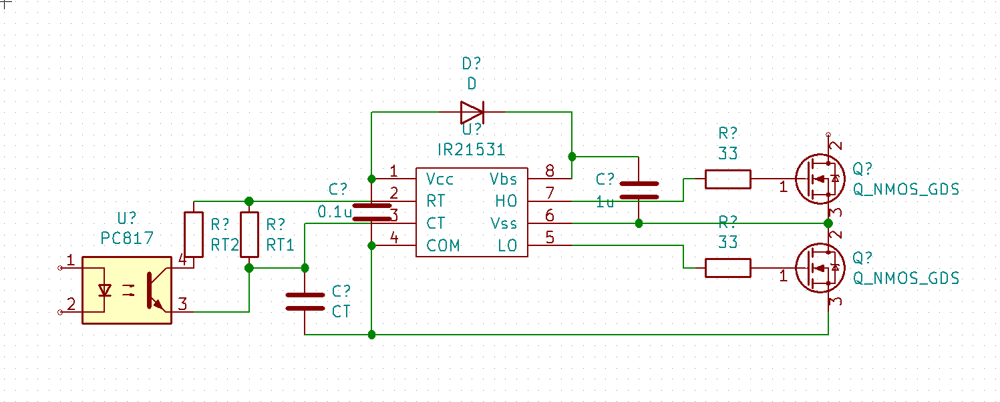 D?
D
U?
IR21531
R?
33
2
Q?
Q_NMOS_GDS
1
3
1
Vcc
Vbs
8
2
RT
HO
7
3
CT
Vss
6
4
COM
LO
5
C?
0.1u
C?
1u
U?
PC817
R?
RT2
R?
RT1
R?
33
2
Q?
Q_NMOS_GDS
1
3
1
4
2
3
C?
CT